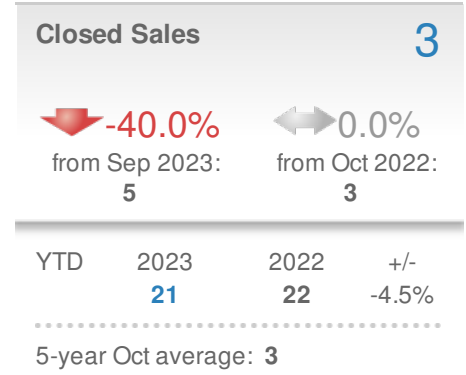 Closed Sales 3
-40.0% 0.0%
from Sep 2023: from Oct 2022:
5 3
YTD 2023 2022 +/-
21 22 -4.5%
5-year Oct average: 3